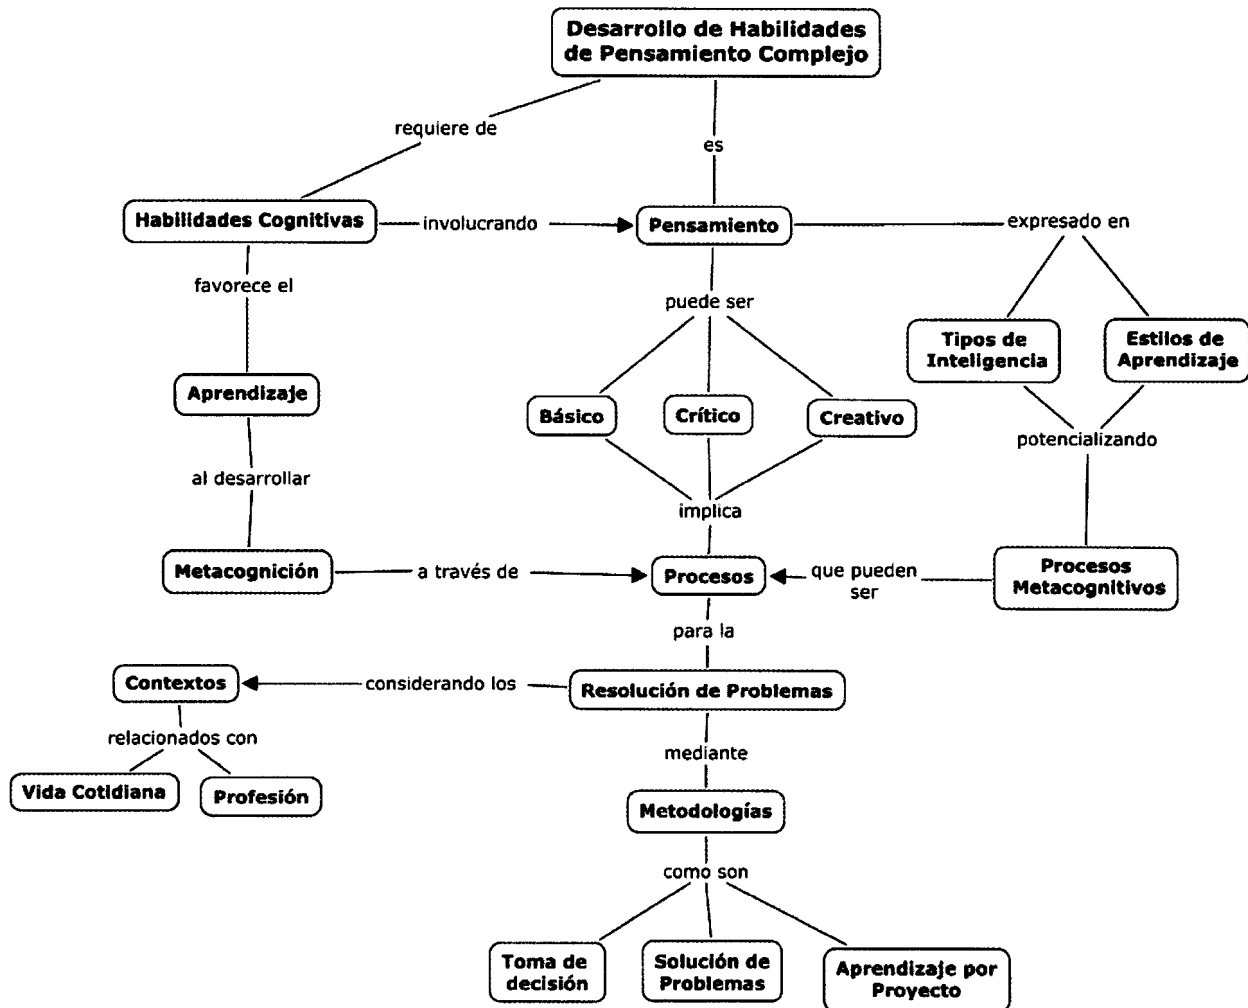 Desarrollo de Habilidades
de Pensamiento Complejo
requiere de
es
Habilidades Cognitivas
involucrando
Pensamiento
expresado en
favorece el
puede ser
Tipos de
Inteligencia
Estilos de
Aprendizaje
Aprendizaje
Básico
Crítico
Creativo
potencializando
al desarrollar
implica
Metacognición
a través de
Procesos
que pueden
ser
Procesos
Metacognitivos
para la
Contextos
considerando los
Resolución de Problemas
relacionados con
mediante
Vida Cotidiana
Profesión
Metodologías
como son
Toma de
decisión
Solución de
Problemas
Aprendizaje por
Proyecto